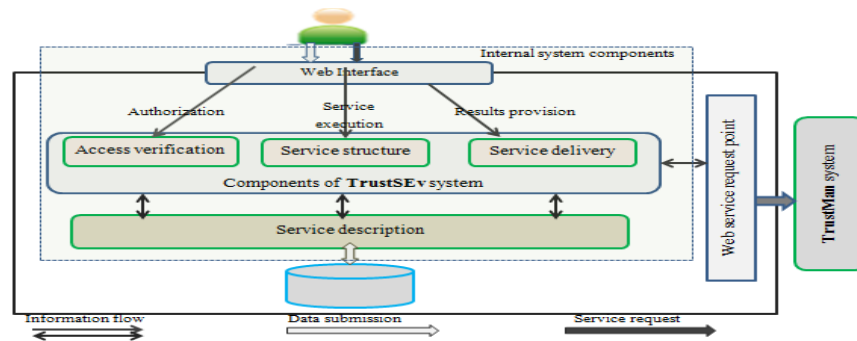 Internal system components
Web Interface
Authorization
Service
execution
Results provision
Access verification
Service structure
Service delivery
Components of TrustSEv system
Service description
Web service request point
TrustMan system
Information flow
Data submission
Service request